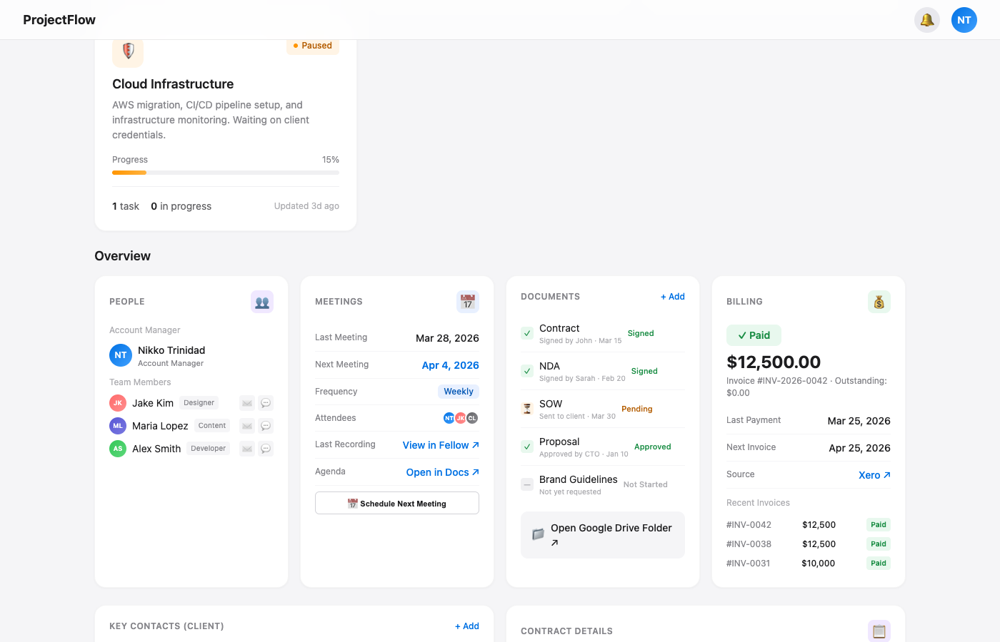 ProjectFlow
NT
Paused
Cloud Infrastructure
AWS migration, CI/CD pipeline setup, and
infrastructure monitoring. Waiting on client
credentials.
Progress 15%
1 task 0 in progress Updated 3d ago
Overview
PEOPLE
Account Manager
NT Nikko Trinidad
Account Manager
Team Members
JK Jake Kim Designer
ML Maria Lopez Content
AS Alex Smith Developer
MEETINGS
17
Last Meeting Mar 28, 2026
Next Meeting Apr 4, 2026
Frequency Weekly
Attendees NT JK CL
Last Recording View in Fellow ↗
Agenda Open in Docs ↗
17 Schedule Next Meeting
DOCUMENTS + Add
✓ Contract Signed
Signed by John · Mar 15
✓ NDA Signed
Signed by Sarah · Feb 20
SOW Pending
Sent to client · Mar 30
✓ Proposal Approved
Approved by CTO · Jan 10
— Brand Guidelines Not Started
Not yet requested
Open Google Drive Folder
↗
BILLING
✓ Paid
$12,500.00
Invoice #INV-2026-0042 · Outstanding:
$0.00
Last Payment Mar 25, 2026
Next Invoice Apr 25, 2026
Source Xero ↗
Recent Invoices
#INV-0042 $12,500 Paid
#INV-0038 $12,500 Paid
#INV-0031 $10,000 Paid
KEY CONTACTS (CLIENT) + Add
CONTRACT DETAILS